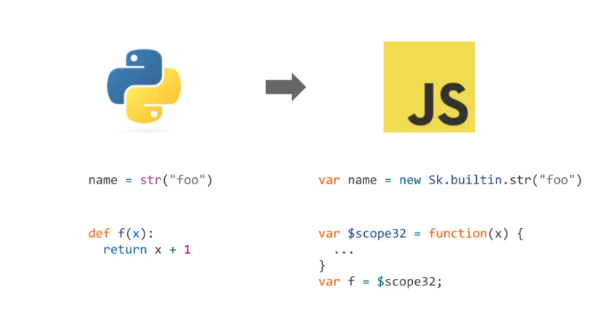 JS
name = str("foo")
var name = new Sk.builtin.str("foo")
def f(x):
return x + 1
var $scope32 = function(x) {
...
}
var f = $scope32;